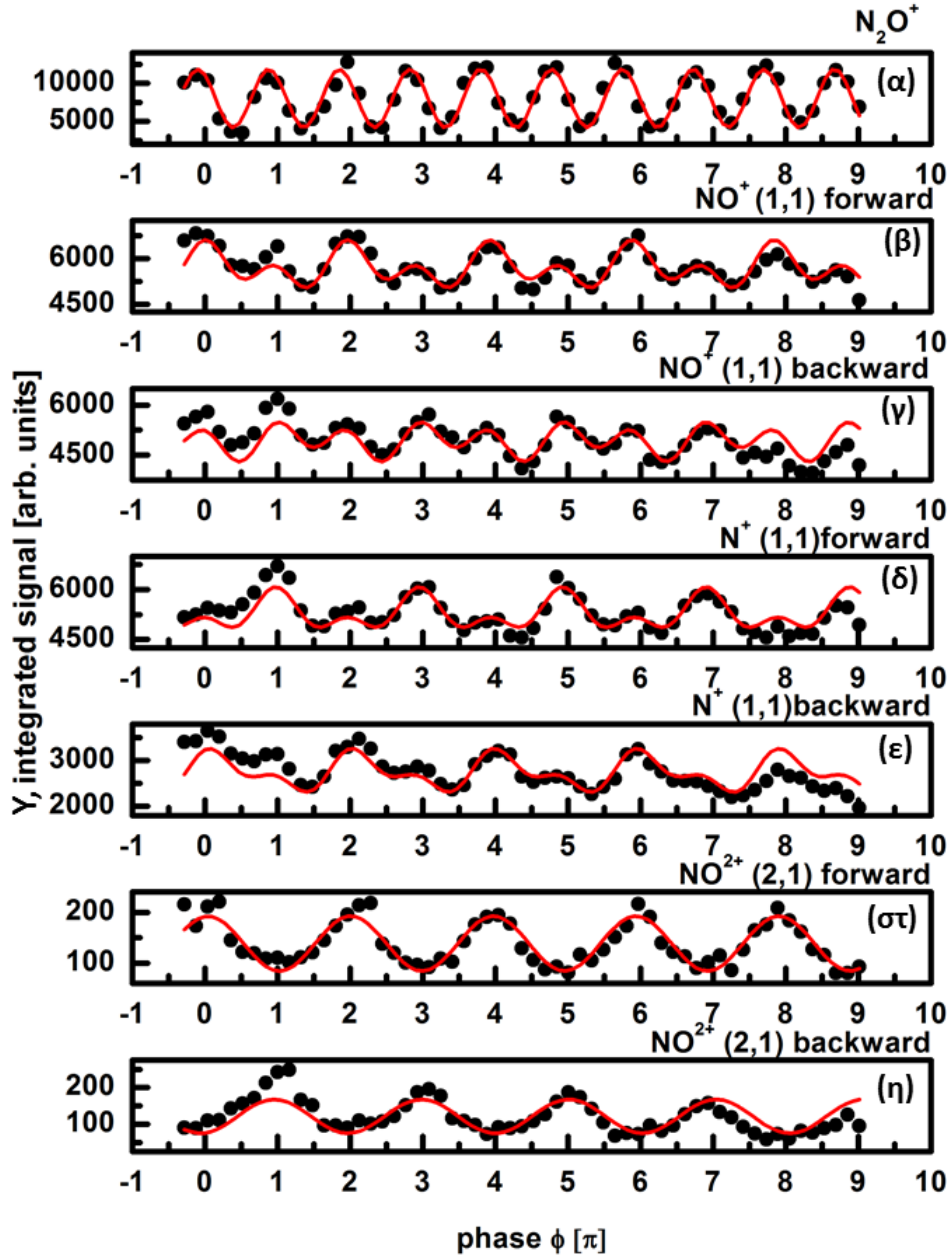 N₂O⁺
10000
5000
(α)
-1 0 1 2 3 4 5 6 7 8 9 10
NO⁺ (1,1) forward
6000
4500
(β)
-1 0 1 2 3 4 5 6 7 8 9 10
NO⁺ (1,1) backward
6000
4500
(γ)
-1 0 1 2 3 4 5 6 7 8 9 10
N⁺ (1,1)forward
6000
4500
(δ)
-1 0 1 2 3 4 5 6 7 8 9 10
N⁺ (1,1)backward
3000
2000
(ε)
-1 0 1 2 3 4 5 6 7 8 9 10
NO²⁺ (2,1) forward
200
100
(στ)
-1 0 1 2 3 4 5 6 7 8 9 10
NO²⁺ (2,1) backward
200
100
(η)
-1 0 1 2 3 4 5 6 7 8 9 10
phase ϕ [π]
Y, integrated signal [arb. units]